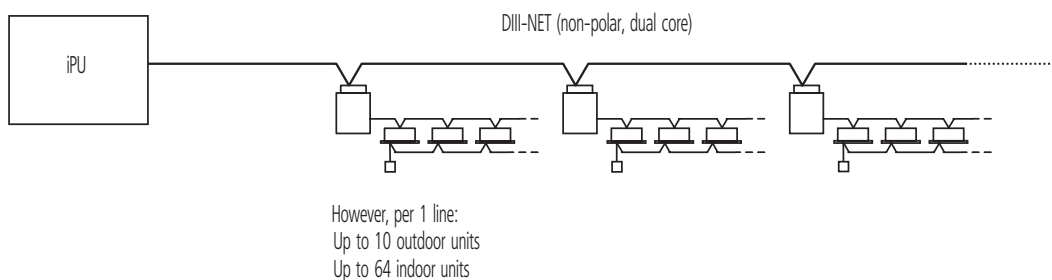 DIII-NET (non-polar, dual core)
iPU
However, per 1 line:
Up to 10 outdoor units
Up to 64 indoor units